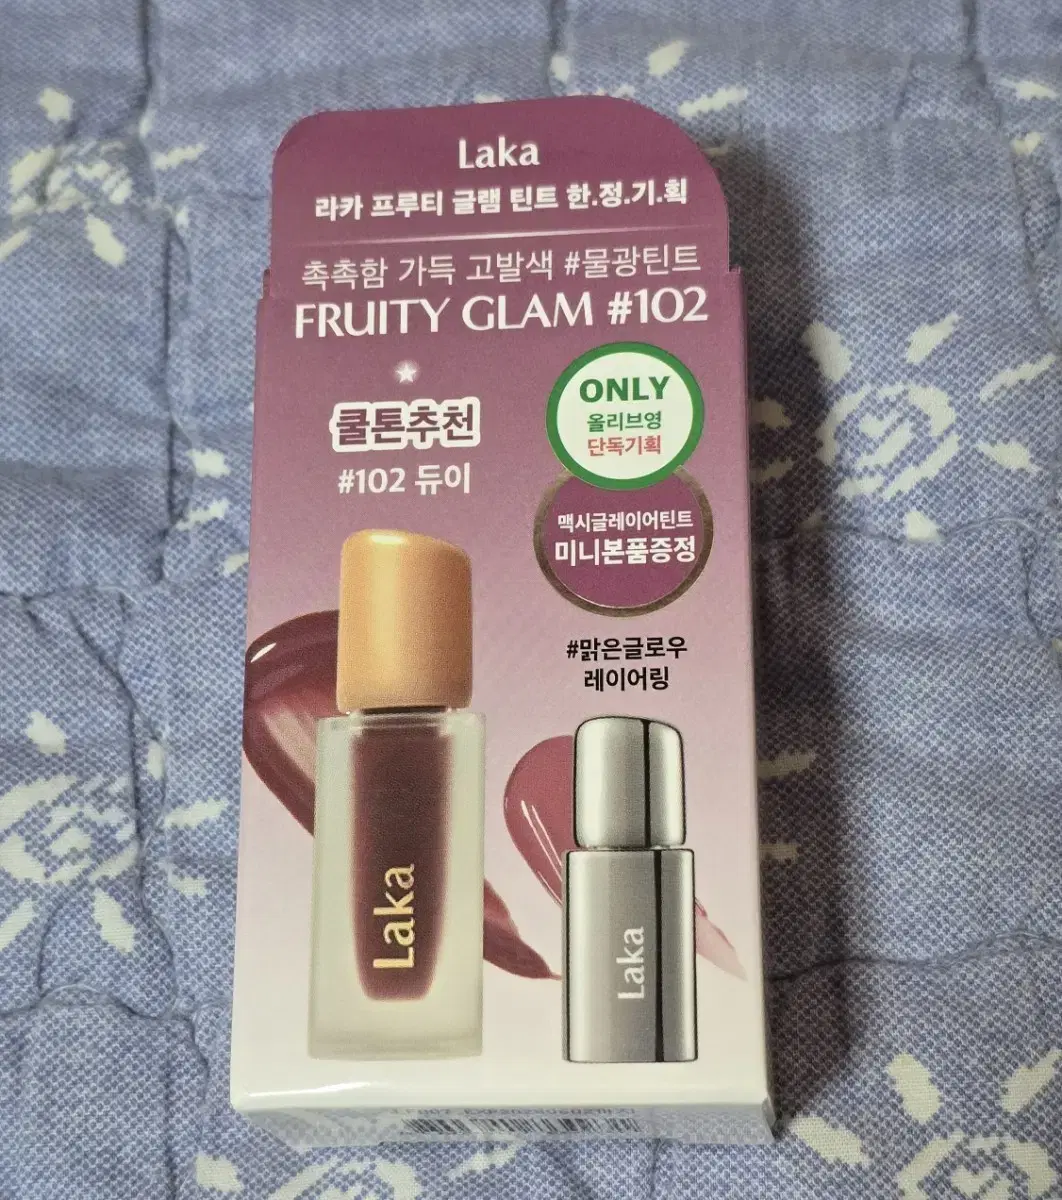 Laka
라카 프루티 글램 틴트 한.정.기.획
촉촉함 가득 고발색 #물광틴트
FRUITY GLAM #102
쿨톤추천
#102 듀이
ONLY
올리브영
단독기획
맥시글레이어틴트
미니본품증정
#맑은글로우
레이어링
Laka
Laka